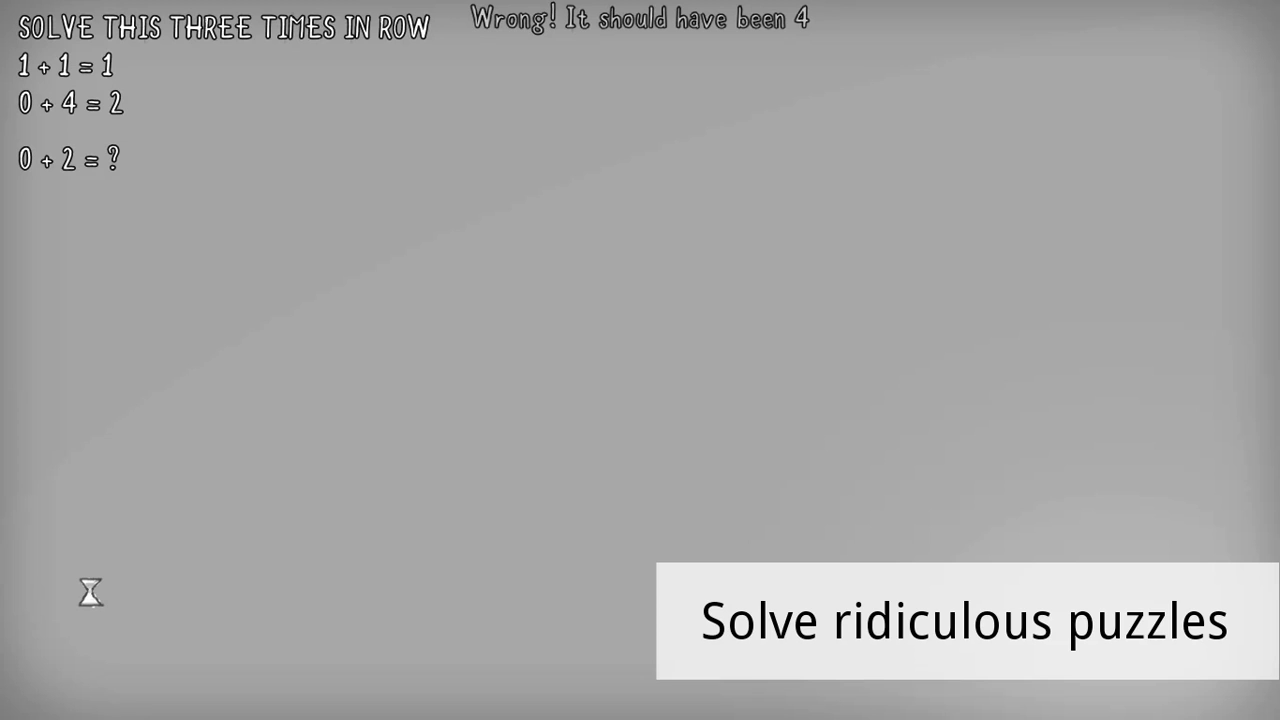 SOLVE THIS THREE TIMES IN ROW
Wrong! It should have been 4
1 + 1 = 1
0 + 4 = 2
0 + 2 = ?
Solve ridiculous puzzles